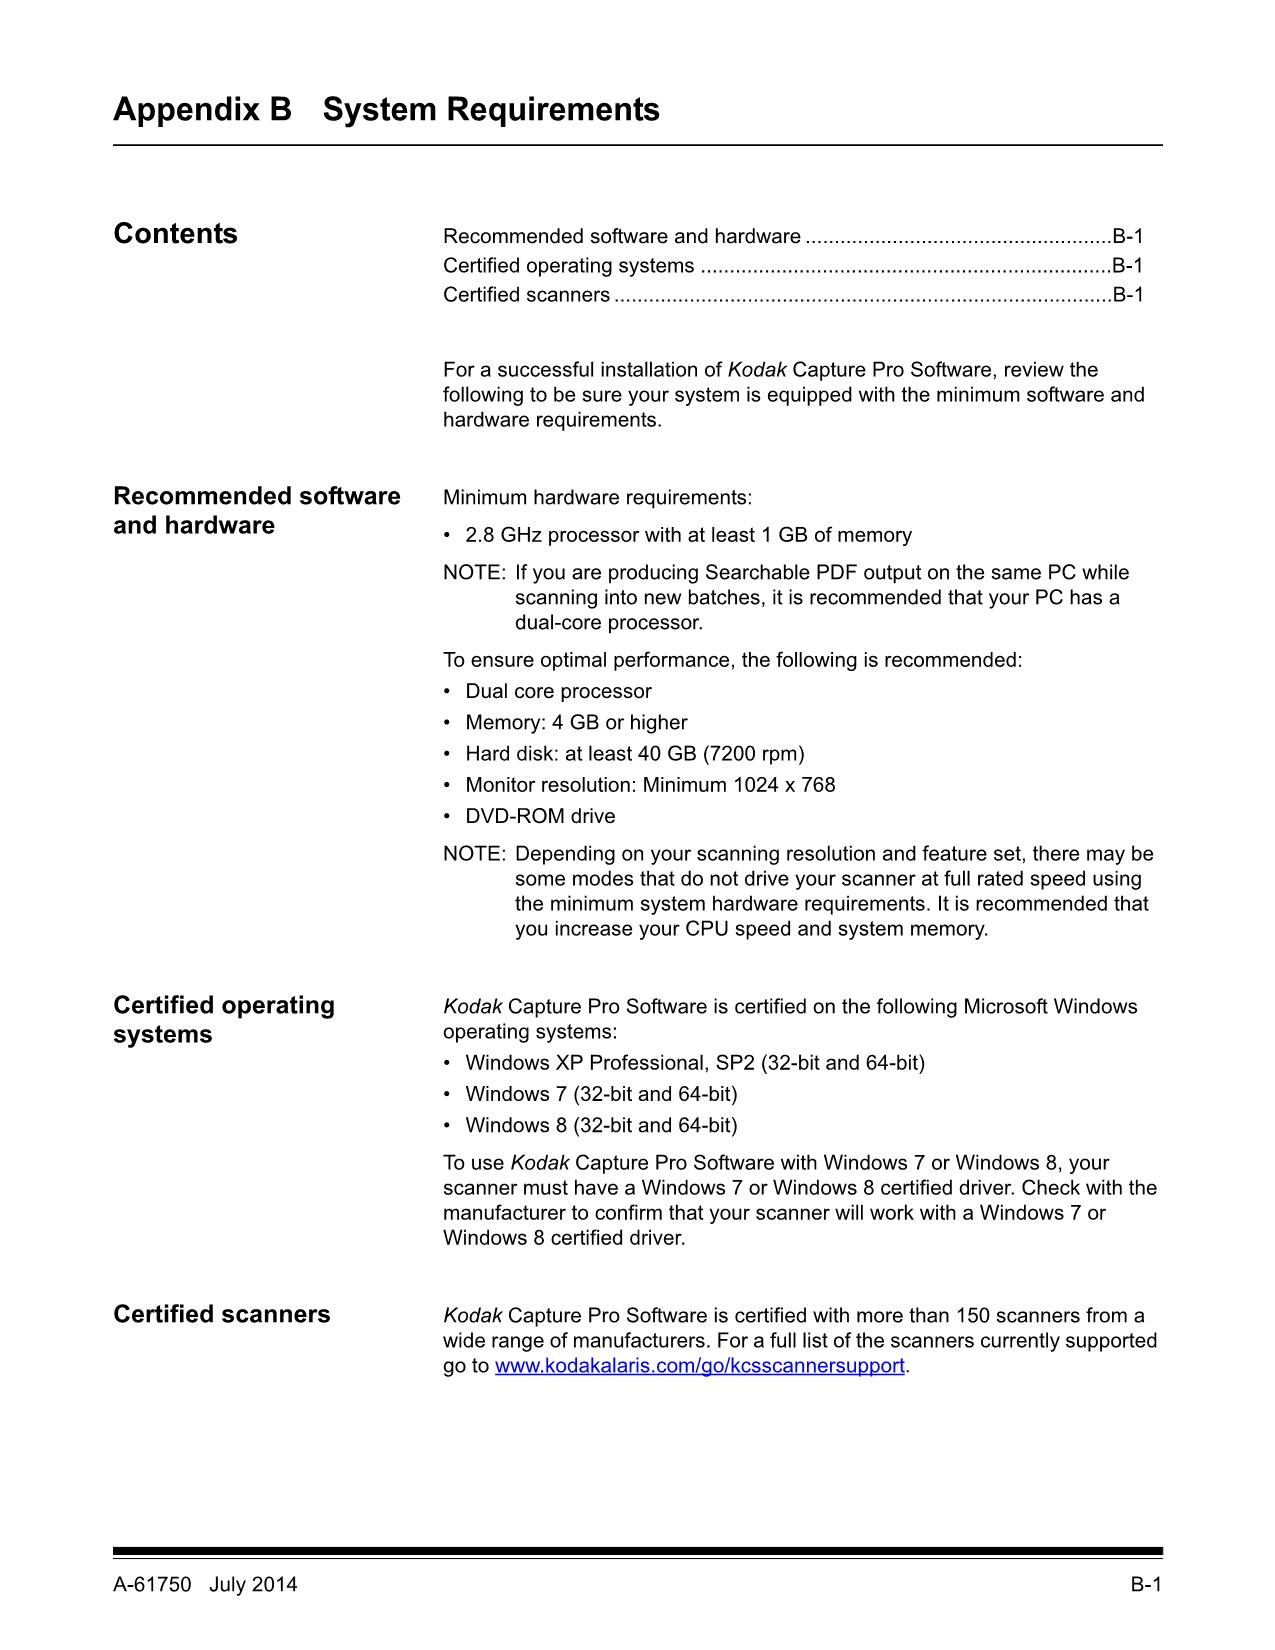 Appendix B System Requirements
Contents
Recommended software and hardware .....................................................B-1
Certified operating systems .......................................................................B-1
Certified scanners ......................................................................................B-1
For a successful installation of Kodak Capture Pro Software, review the
following to be sure your system is equipped with the minimum software and
hardware requirements.
Recommended software
and hardware
Minimum hardware requirements:
• 2.8 GHz processor with at least 1 GB of memory
NOTE: If you are producing Searchable PDF output on the same PC while
scanning into new batches, it is recommended that your PC has a
dual-core processor.
To ensure optimal performance, the following is recommended:
• Dual core processor
• Memory: 4 GB or higher
• Hard disk: at least 40 GB (7200 rpm)
• Monitor resolution: Minimum 1024 x 768
• DVD-ROM drive
NOTE: Depending on your scanning resolution and feature set, there may be
some modes that do not drive your scanner at full rated speed using
the minimum system hardware requirements. It is recommended that
you increase your CPU speed and system memory.
Certified operating
systems
Kodak Capture Pro Software is certified on the following Microsoft Windows
operating systems:
• Windows XP Professional, SP2 (32-bit and 64-bit)
• Windows 7 (32-bit and 64-bit)
• Windows 8 (32-bit and 64-bit)
To use Kodak Capture Pro Software with Windows 7 or Windows 8, your
scanner must have a Windows 7 or Windows 8 certified driver. Check with the
manufacturer to confirm that your scanner will work with a Windows 7 or
Windows 8 certified driver.
Certified scanners
Kodak Capture Pro Software is certified with more than 150 scanners from a
wide range of manufacturers. For a full list of the scanners currently supported
go to www.kodakalaris.com/go/kcsscannersupport.
A-61750 July 2014
B-1